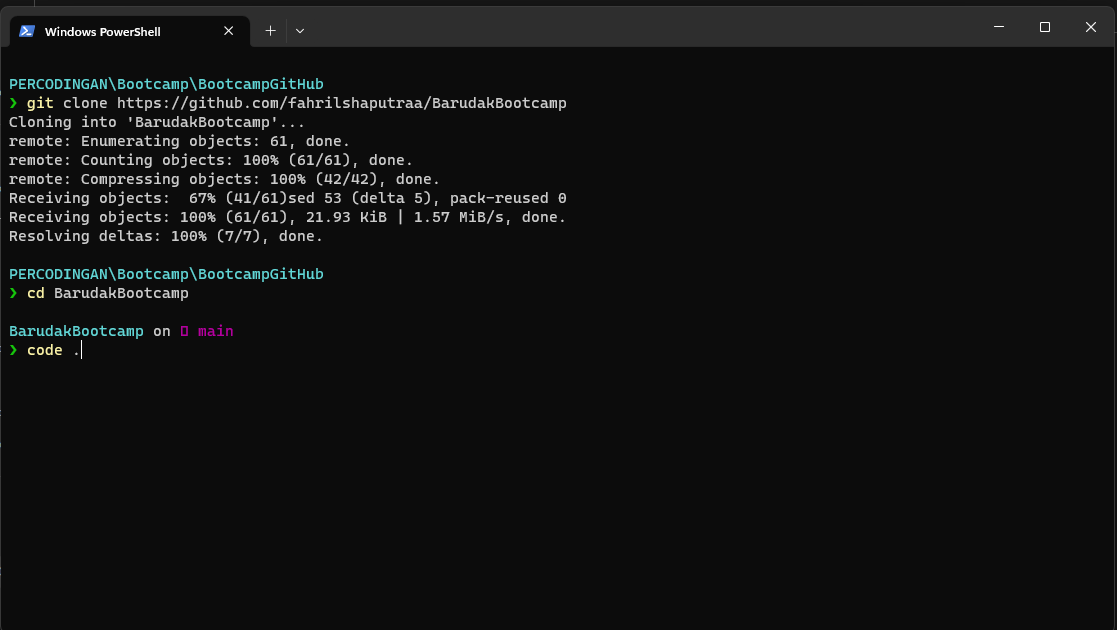 Windows PowerShell
PERCODINGAN\Bootcamp\BootcampGitHub
❯ git clone https://github.com/fahrilshaputraa/BarudakBootcamp
Cloning into 'BarudakBootcamp'...
remote: Enumerating objects: 61, done.
remote: Counting objects: 100% (61/61), done.
remote: Compressing objects: 100% (42/42), done.
Receiving objects:  67% (41/61)sed 53 (delta 5), pack-reused 0
Receiving objects: 100% (61/61), 21.93 KiB | 1.57 MiB/s, done.
Resolving deltas: 100% (7/7), done.
PERCODINGAN\Bootcamp\BootcampGitHub
❯ cd BarudakBootcamp
BarudakBootcamp on ▯ main
❯ code .